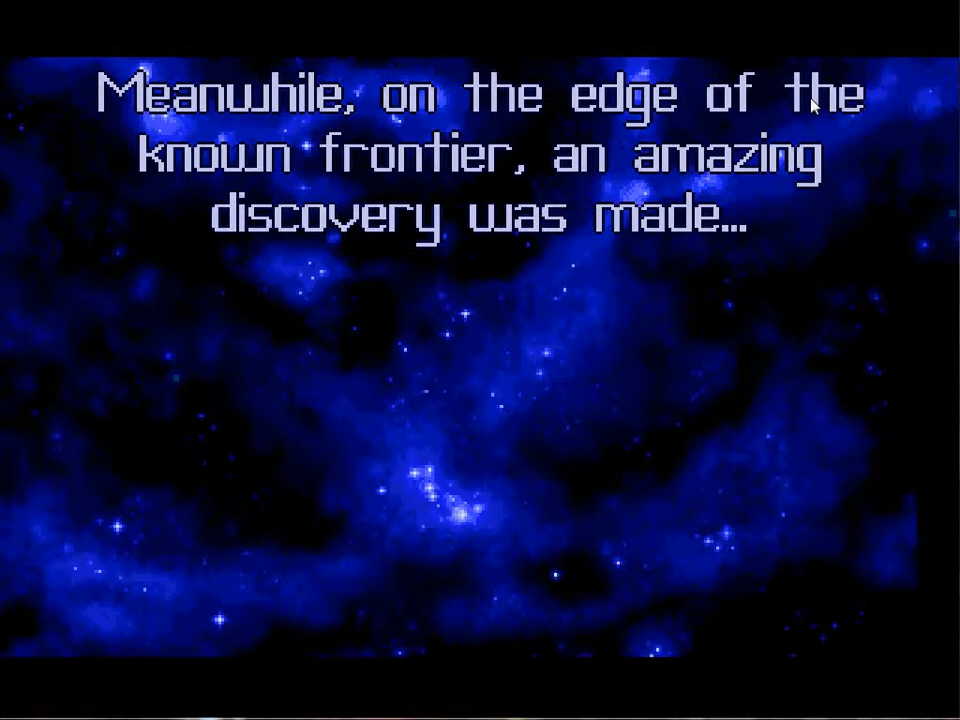 Meanwhile, on the edge of the
known frontier, an amazing
discovery was made...